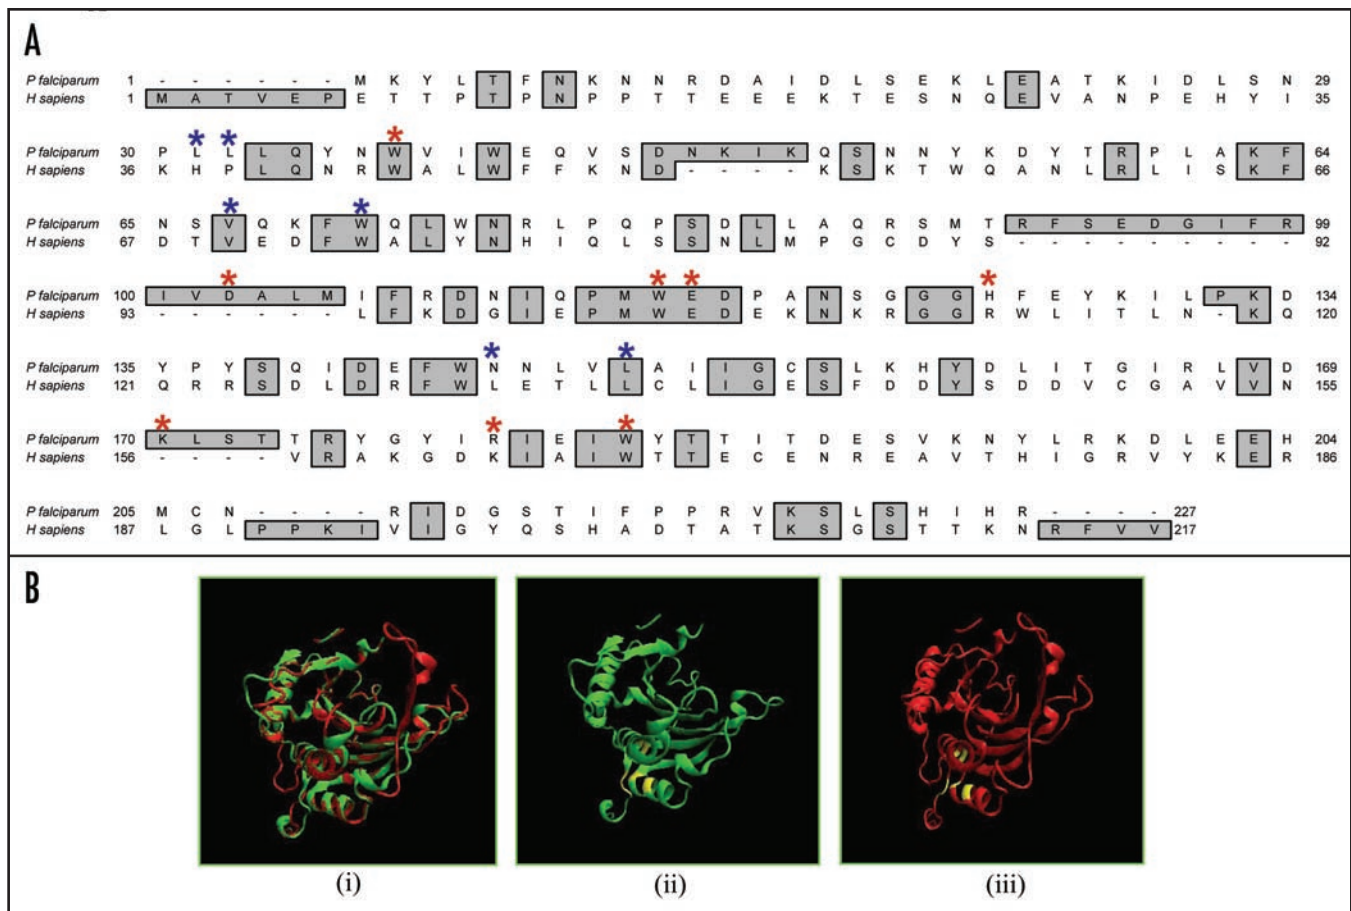 A
P falciparum 1 - - - - - - M K Y L T F N K N N R D A I D L S E K L E A T K I D L S N 29
H sapiens 1 M A T V E P E T T P T P N P P T T E E E K T E S N Q E V A N P E H Y I 35
* * *
P falciparum 30 P L L L Q Y N W V I W E Q V S D N K I K Q S N N Y K D Y T R P L A K F 64
H sapiens 36 K H P L Q N R W A L W F F K N D - - - - K S K T W Q A N L R L I S K F 66
* *
P falciparum 65 N S V Q K F W Q L W N R L P Q P S D L L A Q R S M T R F S E D G I F R 99
H sapiens 67 D T V E D F W A L Y N H I Q L S S N L M P G C D Y S - - - - - - - - - 92
* * * *
P falciparum 100 I V D A L M I F R D N I Q P M W E D P A N S G G G H F E Y K I L P K D 134
H sapiens 93 - - - - - - L F K D G I E P M W E D E K N K R G G R W L I T L N - K Q 120
* *
P falciparum 135 Y P Y S Q I D E F W N N L V L A I I G C S L K H Y D L I T G I R L V D 169
H sapiens 121 Q R R S D L D R F W L E T L L C L I G E S F D D Y S D D V C G A V V N 155
* * *
P falciparum 170 K L S T T R Y G Y I R I E I W Y T T I T D E S V K N Y L R K D L E E H 204
H sapiens 156 - - - - V R A K G D K I A I W T T E C E N R E A V T H I G R V Y K E R 186
P falciparum 205 M C N - - - - R I D G S T I F P P R V K S L S H I H R - - - - 227
H sapiens 187 L G L P P K I V I G Y Q S H A D T A T K S G S T T K N R F V V 217
B
(i) (ii) (iii)